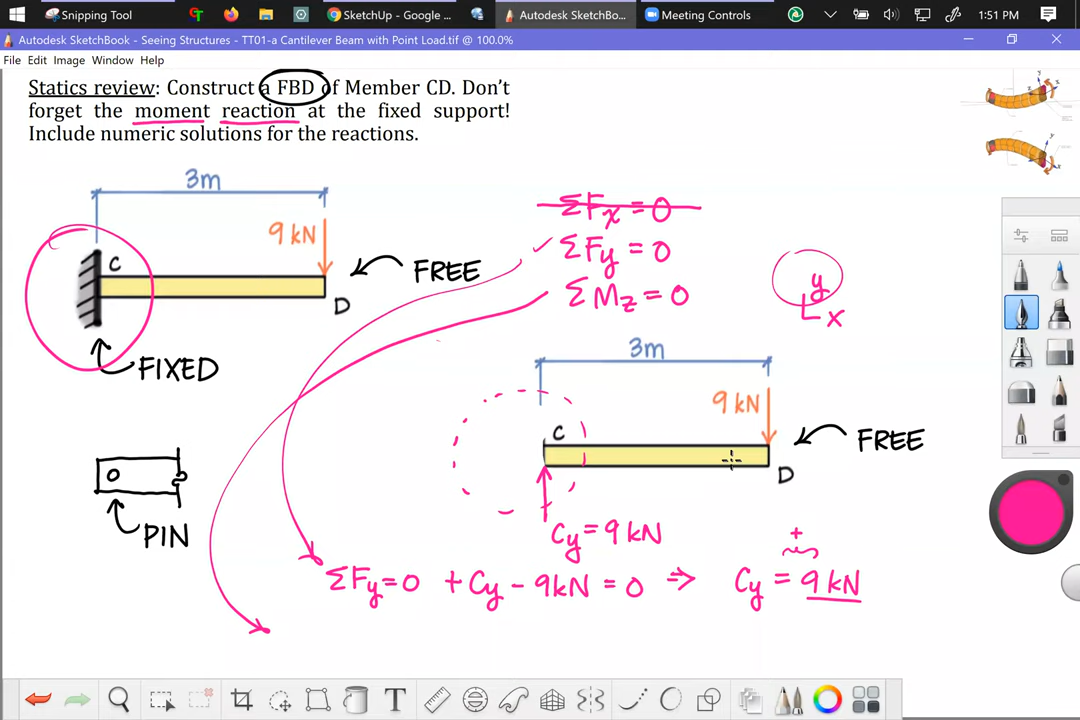 Snipping Tool
SketchUp - Google ...
Autodesk SketchBo...
Meeting Controls
1:51 PM
Autodesk SketchBook - Seeing Structures - TT01-a Cantilever Beam with Point Load.tif @ 100.0%
File Edit Image Window Help
Statics review: Construct a FBD of Member CD. Don't
forget the moment reaction at the fixed support!
Include numeric solutions for the reactions.
3m
9 kN
C
D
FREE
FIXED
ΣFx = 0
ΣFy = 0
ΣMz = 0
y
x
3m
9 kN
C
D
FREE
PIN
Cy = 9 kN
+
ΣFy=0 + Cy - 9kN = 0 ⇒ Cy = 9 kN